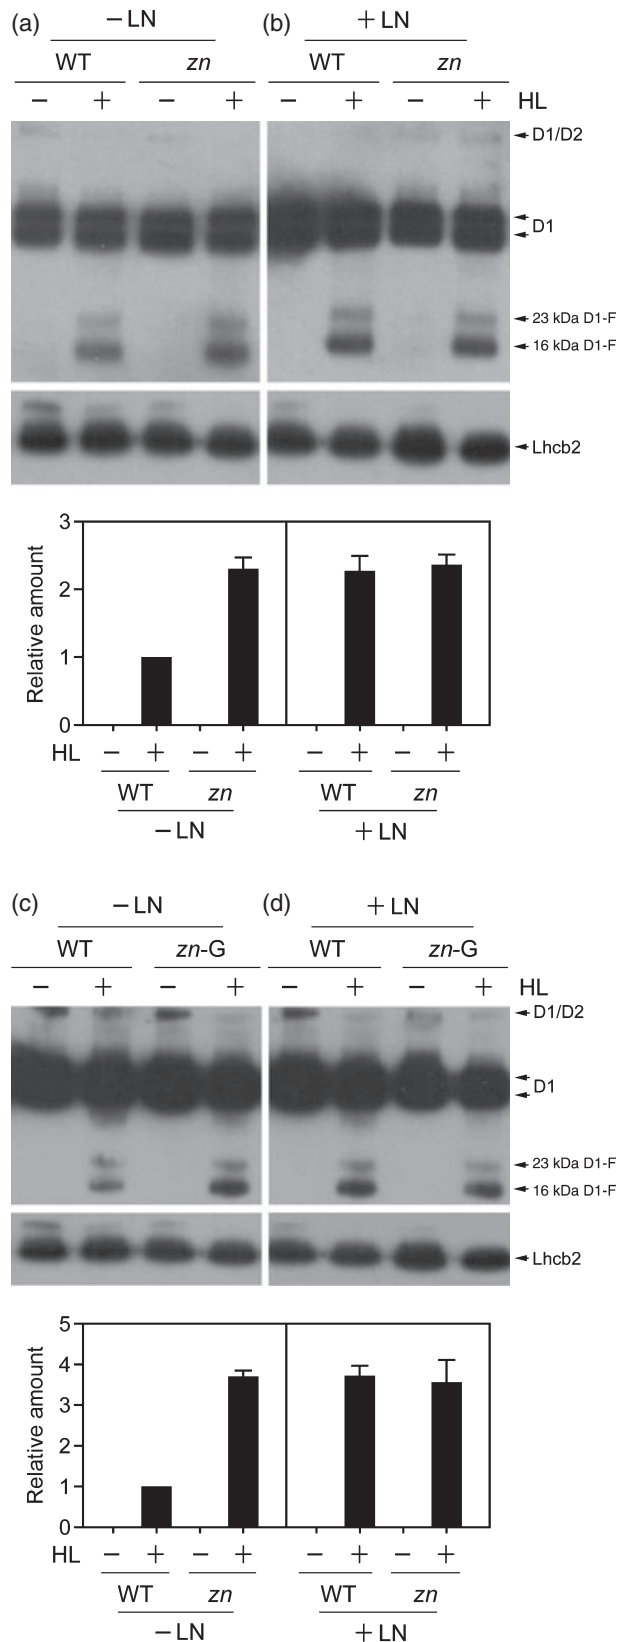 (a) − LN (b) + LN
WT zn WT zn
− + − + − + − + HL
D1/D2
D1
23 kDa D1-F
16 kDa D1-F
Lhcb2
3
2
1
0
Relative amount
HL − + − + − + − +
WT zn WT zn
− LN + LN
(c) − LN (d) + LN
WT zn-G WT zn-G
− + − + − + − + HL
D1/D2
D1
23 kDa D1-F
16 kDa D1-F
Lhcb2
5
4
3
2
1
0
Relative amount
HL − + − + − + − +
WT zn WT zn
− LN + LN